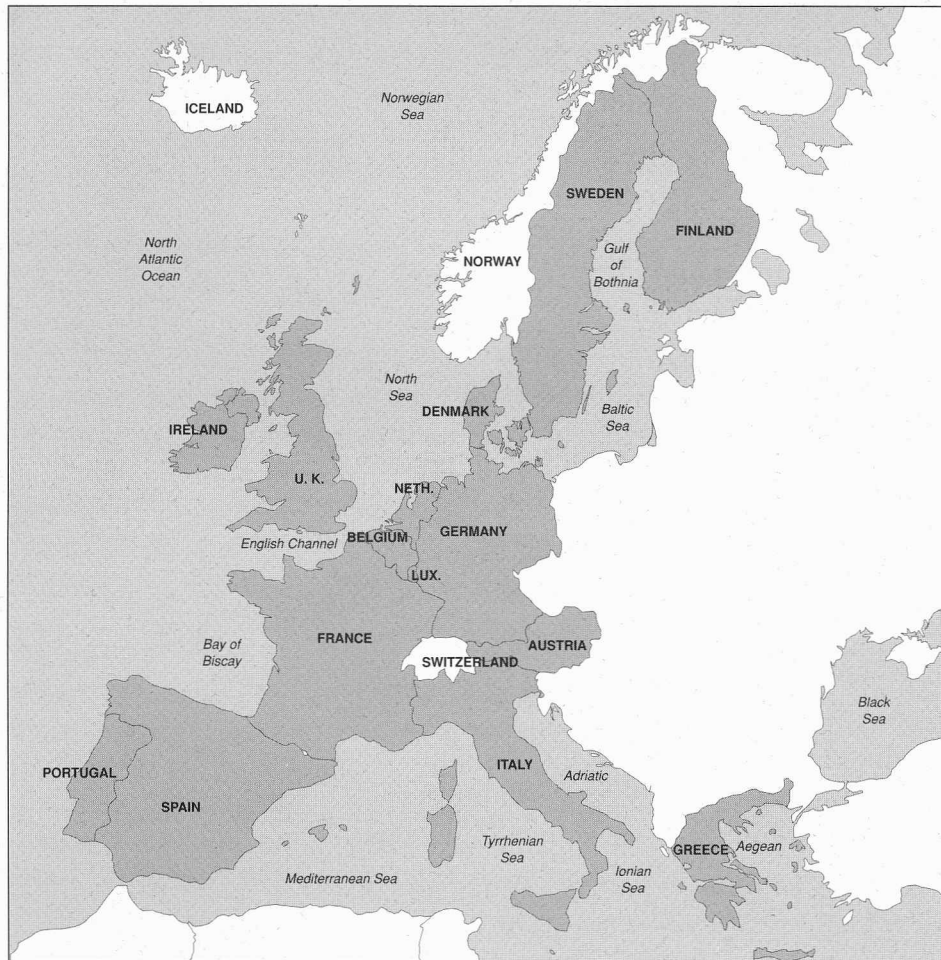 ICELAND
Norwegian
Sea
SWEDEN
FINLAND
North
Atlantic
Ocean
NORWAY
Gulf
of
Bothnia
North
Sea
DENMARK
Baltic
Sea
IRELAND
U. K.
NETH.
GERMANY
English Channel
BELGIUM
LUX.
FRANCE
Bay of
Biscay
SWITZERLAND
AUSTRIA
Black
Sea
PORTUGAL
SPAIN
ITALY
Adriatic
Tyrrhenian
Sea
GREECE
Aegean
Ionian
Sea
Mediterranean Sea